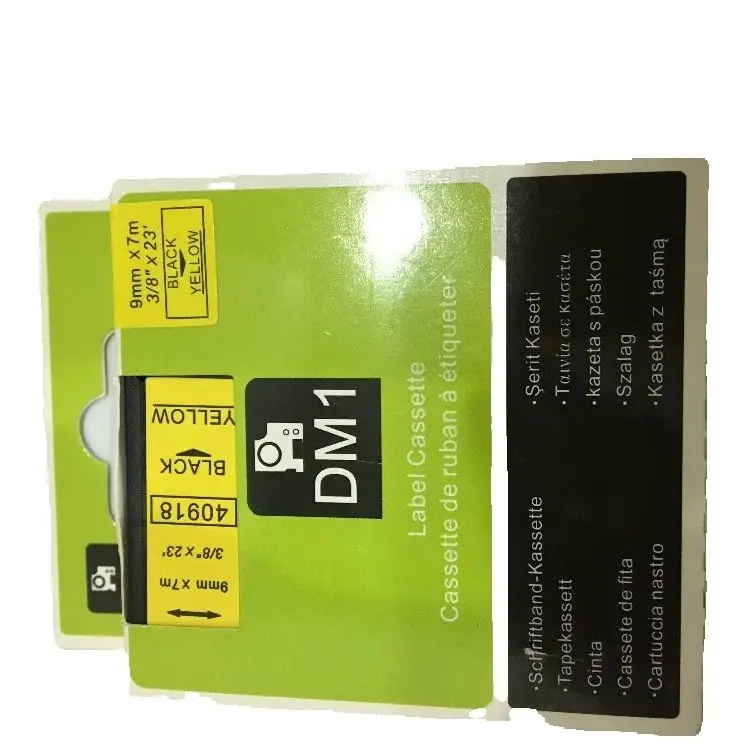 9mm x 7m
3/8" x 23'
BLACK
YELLOW
9mm x 7m
3/8" x 23'
40918
BLACK
YELLOW
DM1
Label Cassette
Cassette de ruban à étiqueter
·Schriftband-Kassette
·Tapekassett
·Cinta
·Cassete de fita
·Cartuccia nastro
·Şerit Kaseti
·Ταινία σε κασέτα
·kazeta s páskou
·Szalag
·Kasetka z taśmą